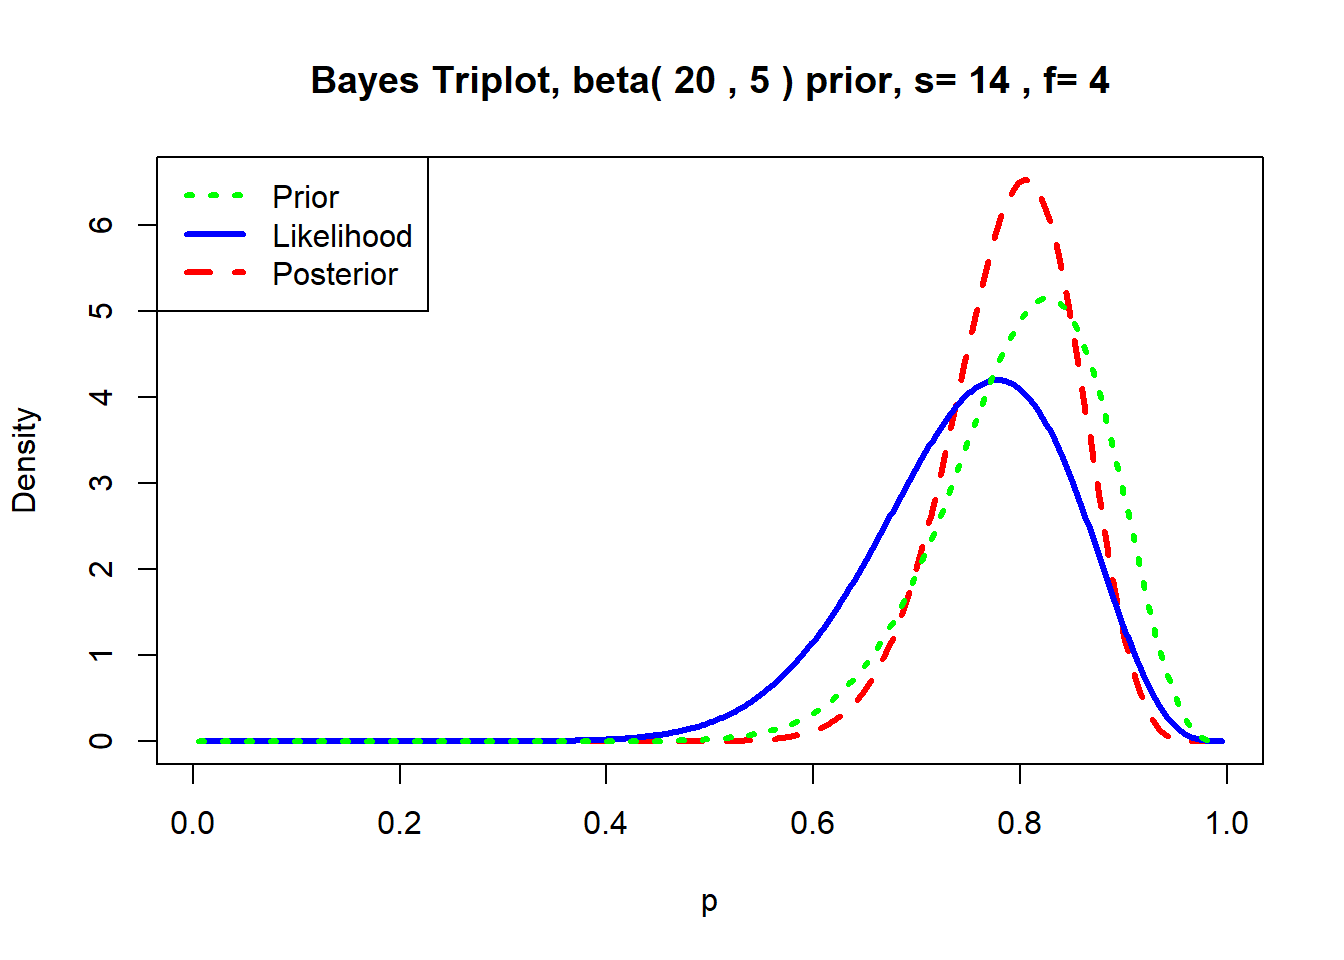 Bayes Triplot, beta( 20 , 5 ) prior, s= 14 , f= 4
Prior
Likelihood
Posterior
Density
6
5
4
3
2
1
0
0.0 0.2 0.4 0.6 0.8 1.0
p